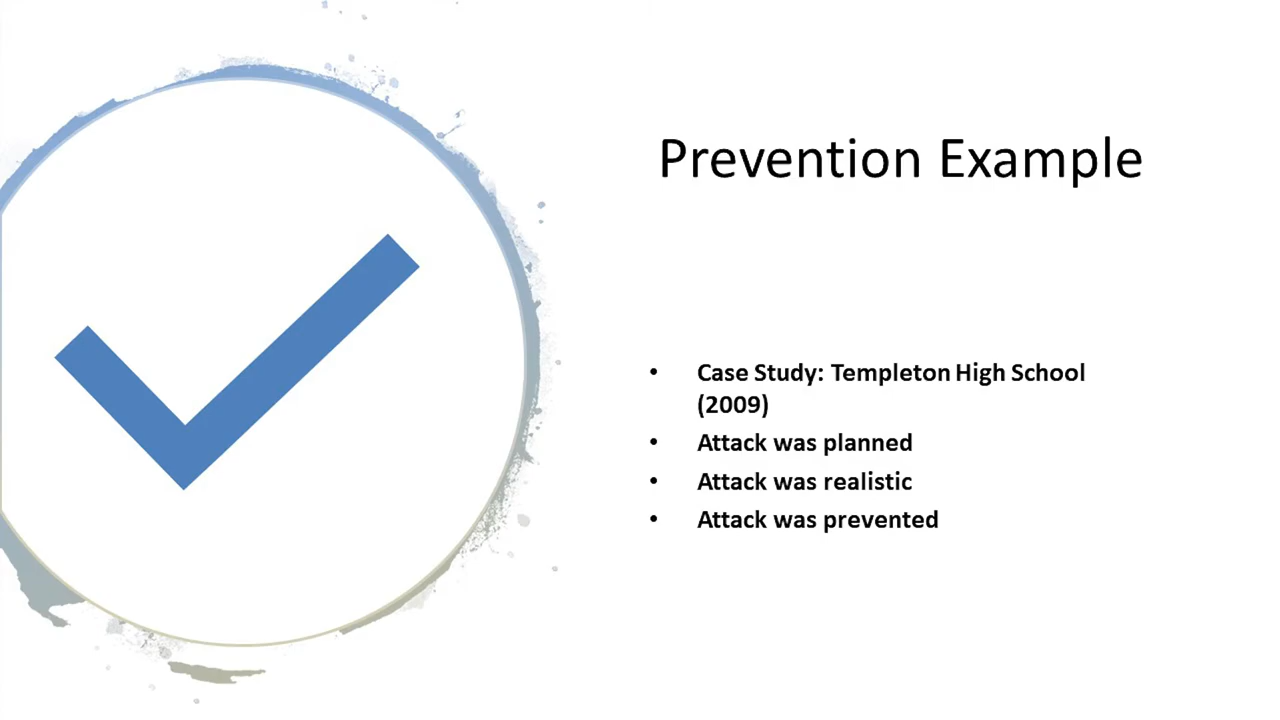 Prevention Example
• Case Study: Templeton High School
(2009)
• Attack was planned
• Attack was realistic
• Attack was prevented